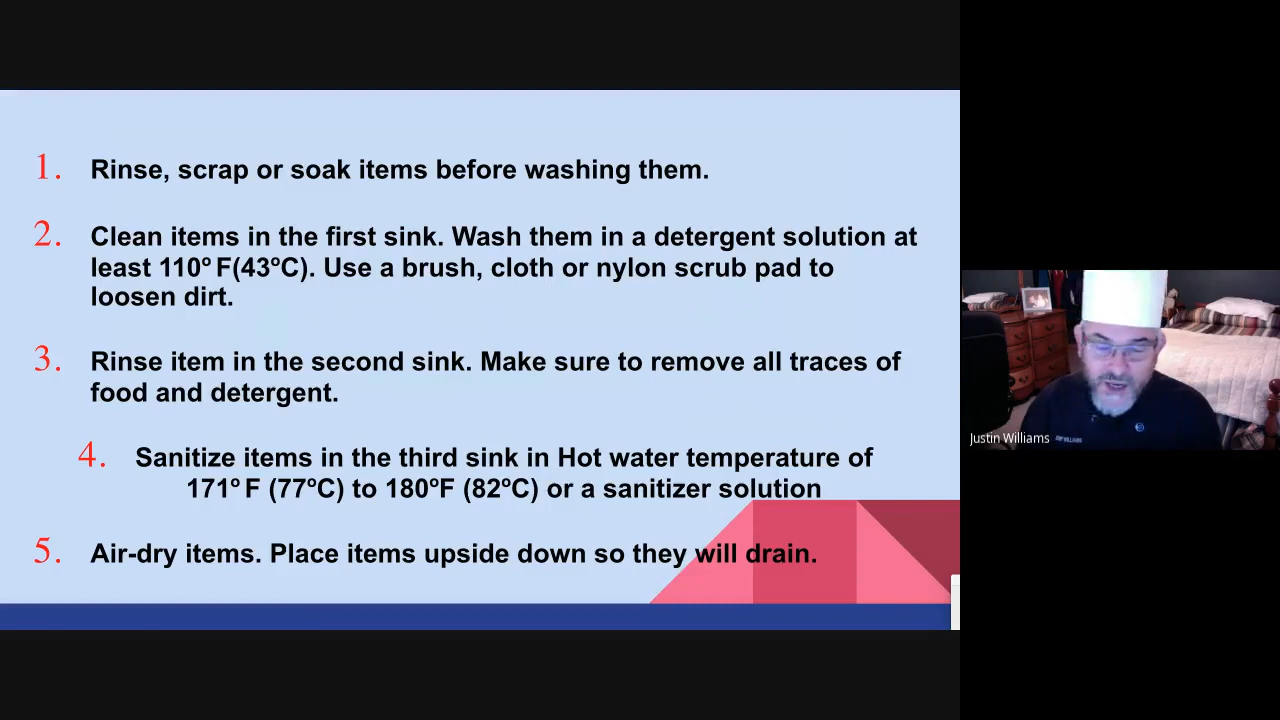 1. Rinse, scrap or soak items before washing them.
2. Clean items in the first sink. Wash them in a detergent solution at
least 110º F(43ºC). Use a brush, cloth or nylon scrub pad to
loosen dirt.
3. Rinse item in the second sink. Make sure to remove all traces of
food and detergent.
4. Sanitize items in the third sink in Hot water temperature of
171º F (77ºC) to 180ºF (82ºC) or a sanitizer solution
5. Air-dry items. Place items upside down so they will drain.
Justin Williams